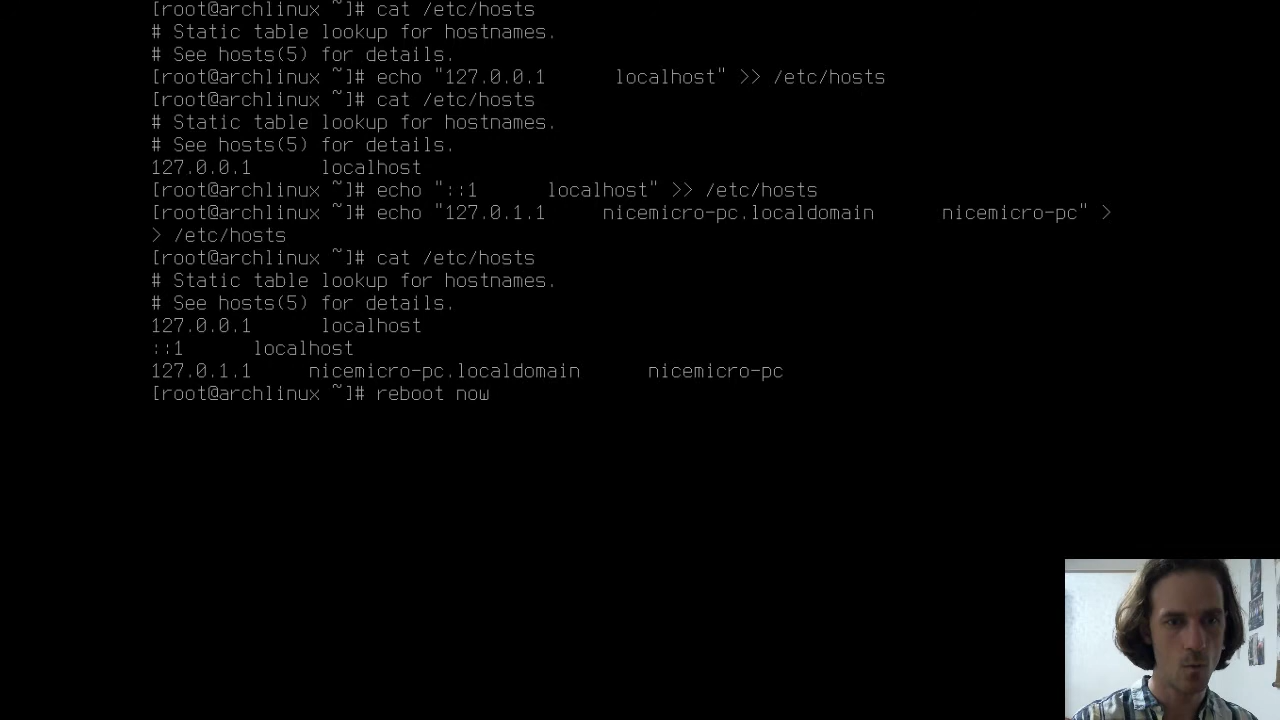 [root@archlinux ~]# cat /etc/hosts
# Static table lookup for hostnames.
# See hosts(5) for details.
[root@archlinux ~]# echo "127.0.0.1      localhost" >> /etc/hosts
[root@archlinux ~]# cat /etc/hosts
# Static table lookup for hostnames.
# See hosts(5) for details.
127.0.0.1      localhost
[root@archlinux ~]# echo "::1      localhost" >> /etc/hosts
[root@archlinux ~]# echo "127.0.1.1     nicemicro-pc.localdomain      nicemicro-pc" >
> /etc/hosts
[root@archlinux ~]# cat /etc/hosts
# Static table lookup for hostnames.
# See hosts(5) for details.
127.0.0.1      localhost
::1      localhost
127.0.1.1     nicemicro-pc.localdomain      nicemicro-pc
[root@archlinux ~]# reboot now